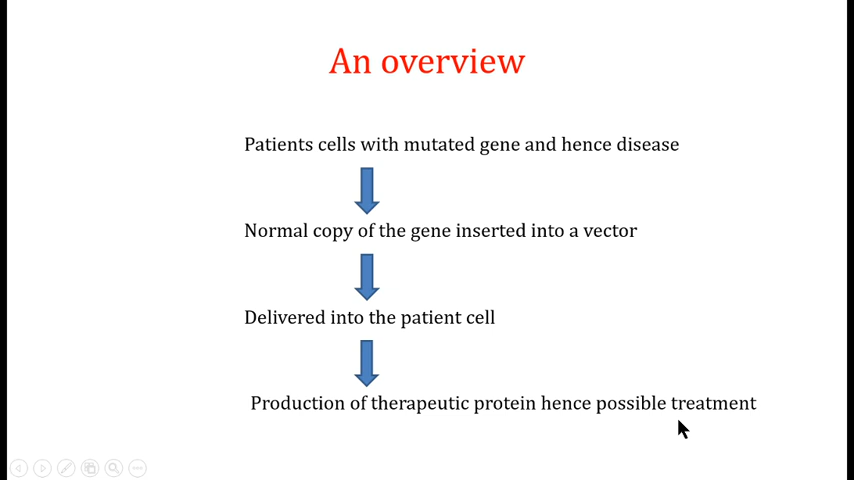 An overview
Patients cells with mutated gene and hence disease
Normal copy of the gene inserted into a vector
Delivered into the patient cell
Production of therapeutic protein hence possible treatment